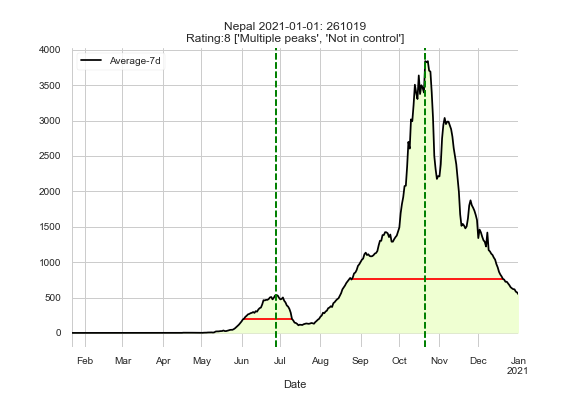 Nepal 2021-01-01: 261019
Rating:8 ['Multiple peaks', 'Not in control']
4000
Average-7d
3500
3000
2500
2000
1500
1000
500
0
Feb Mar Apr May Jun Jul Aug Sep Oct Nov Dec Jan
2021
Date